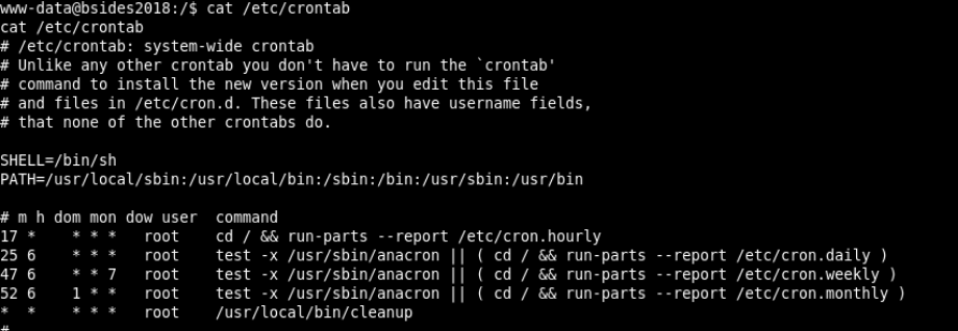 www-data@bsides2018:/$ cat /etc/crontab
cat /etc/crontab
# /etc/crontab: system-wide crontab
# Unlike any other crontab you don't have to run the `crontab'
# command to install the new version when you edit this file
# and files in /etc/cron.d. These files also have username fields,
# that none of the other crontabs do.

SHELL=/bin/sh
PATH=/usr/local/sbin:/usr/local/bin:/sbin:/bin:/usr/sbin:/usr/bin

# m h dom mon dow user  command
17 *    * * *   root    cd / && run-parts --report /etc/cron.hourly
25 6    * * *   root    test -x /usr/sbin/anacron || ( cd / && run-parts --report /etc/cron.daily )
47 6    * * 7   root    test -x /usr/sbin/anacron || ( cd / && run-parts --report /etc/cron.weekly )
52 6    1 * *   root    test -x /usr/sbin/anacron || ( cd / && run-parts --report /etc/cron.monthly )
*  *    * * *   root    /usr/local/bin/cleanup
#